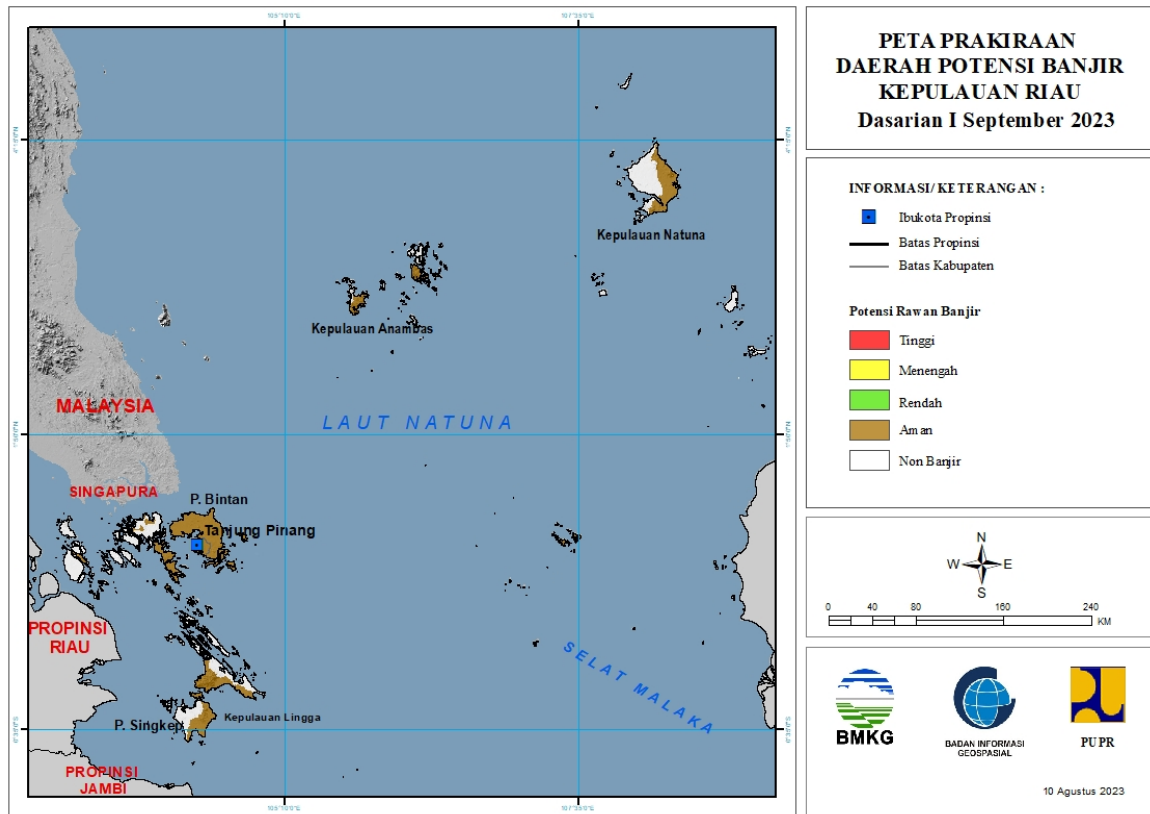 PETA PRAKIRAAN
DAERAH POTENSI BANJIR
KEPULAUAN RIAU
Dasarian I September 2023
INFORMASI/ KETERANGAN :
Ibukota Propinsi
Batas Propinsi
Batas Kabupaten
Potensi Rawan Banjir
Tinggi
Menengah
Rendah
Aman
Non Banjir
N
W E
S
0 40 80 160 240
KM
BMKG
BADAN INFORMASI
GEOSPASIAL
PUPR
10 Agustus 2023
Kepulauan Natuna
Kepulauan Anambas
MALAYSIA
LAUT NATUNA
SINGAPURA
P. Bintan
Tanjung Pinang
PROPINSI
RIAU
SELAT MALAKA
Kepulauan Lingga
P. Singkep
PROPINSI
JAMBI